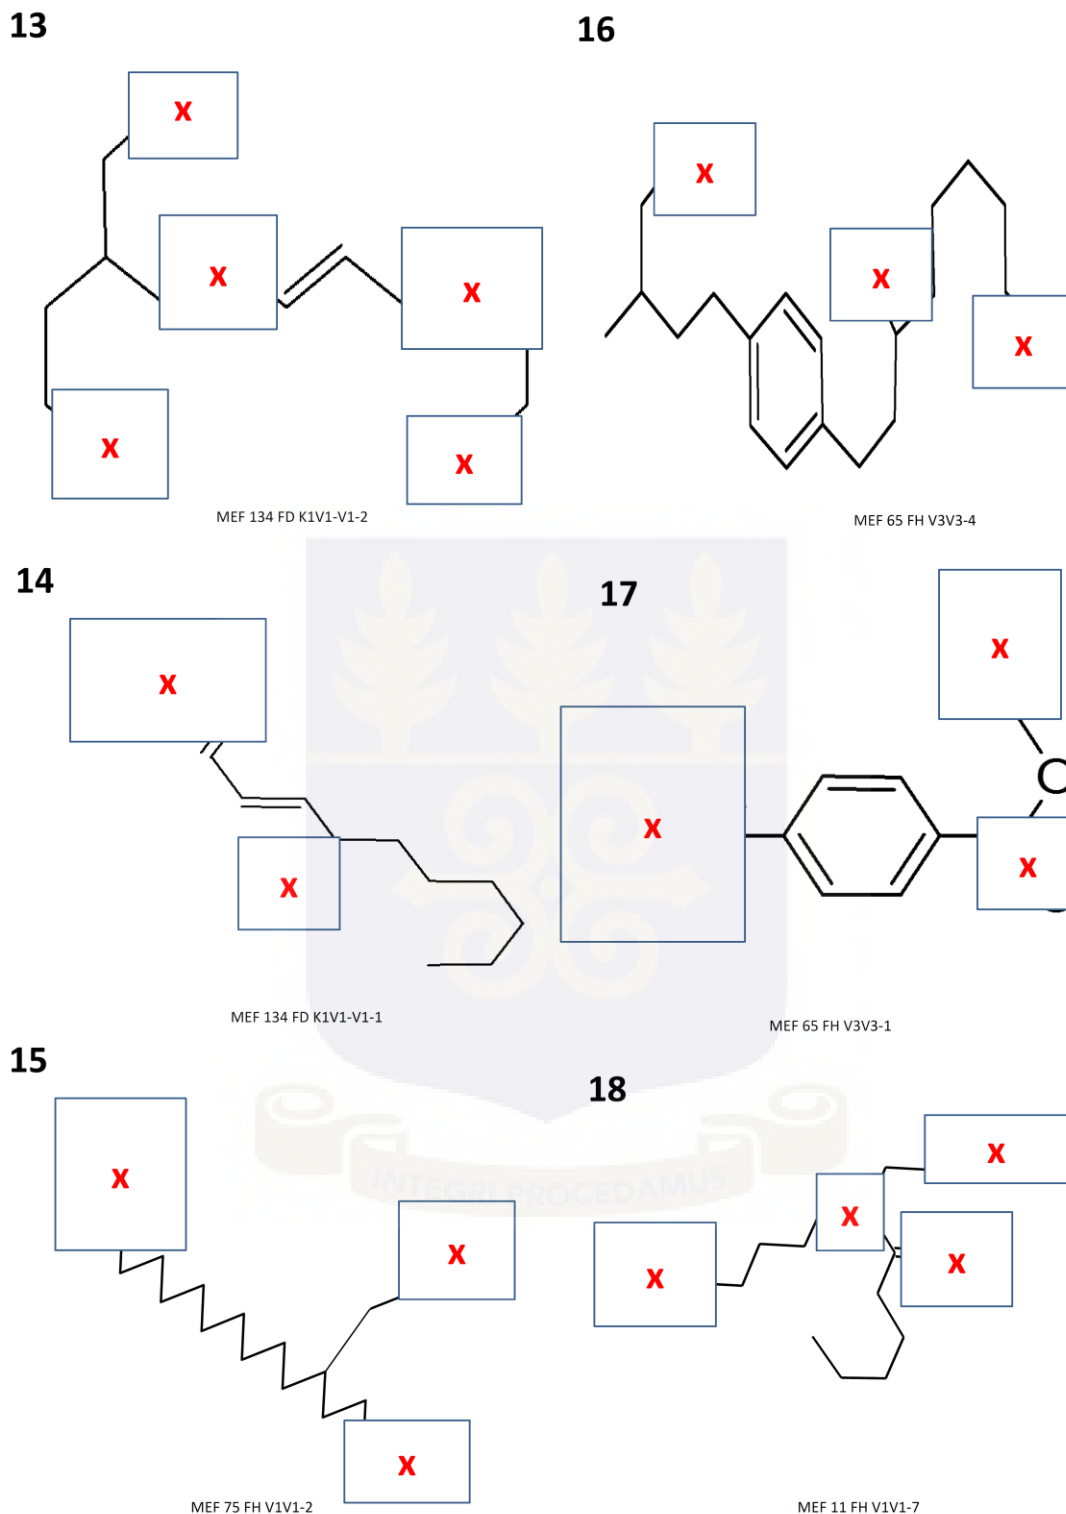 13
X
X
X
X
X
MEF 134 FD K1V1-V1-2
16
X
X
X
MEF 65 FH V3V3-4
14
X
X
MEF 134 FD K1V1-V1-1
17
X
O
X
X
MEF 65 FH V3V3-1
15
X
X
X
MEF 75 FH V1V1-2
18
X
X
X
X
MEF 11 FH V1V1-7
INTEGRI PROCEDAMUS